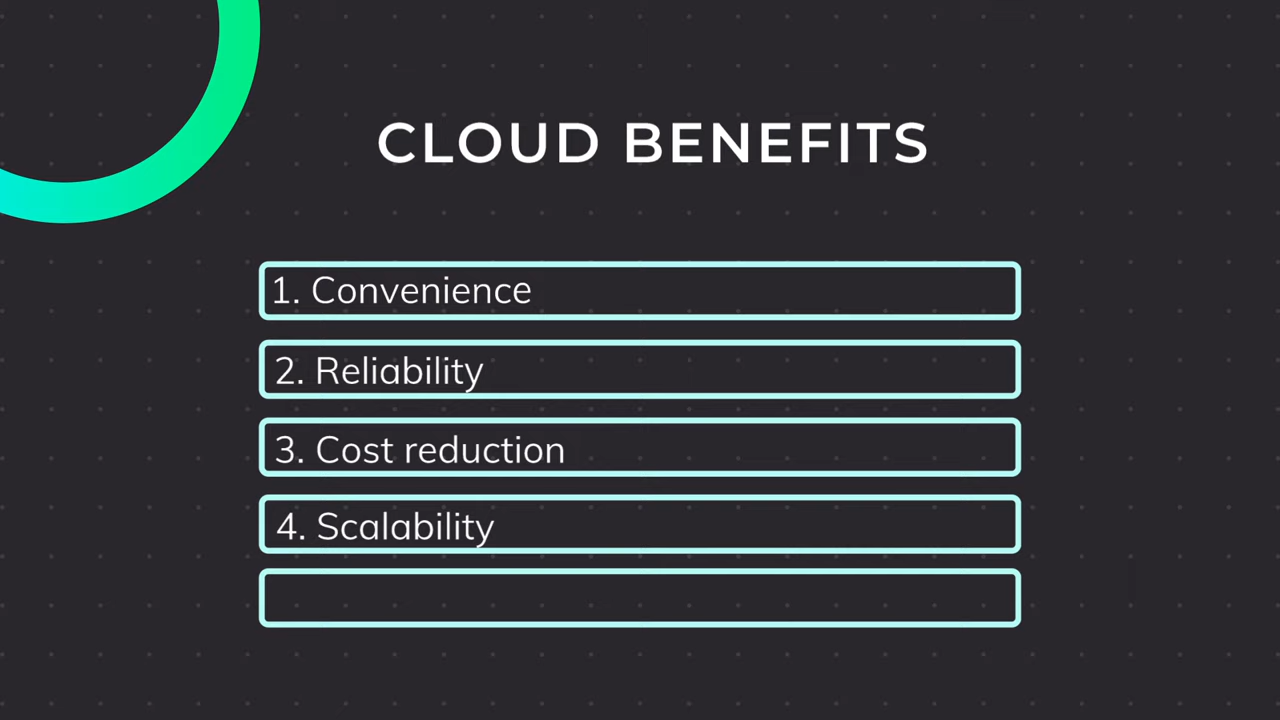 CLOUD BENEFITS
1. Convenience
2. Reliability
3. Cost reduction
4. Scalability